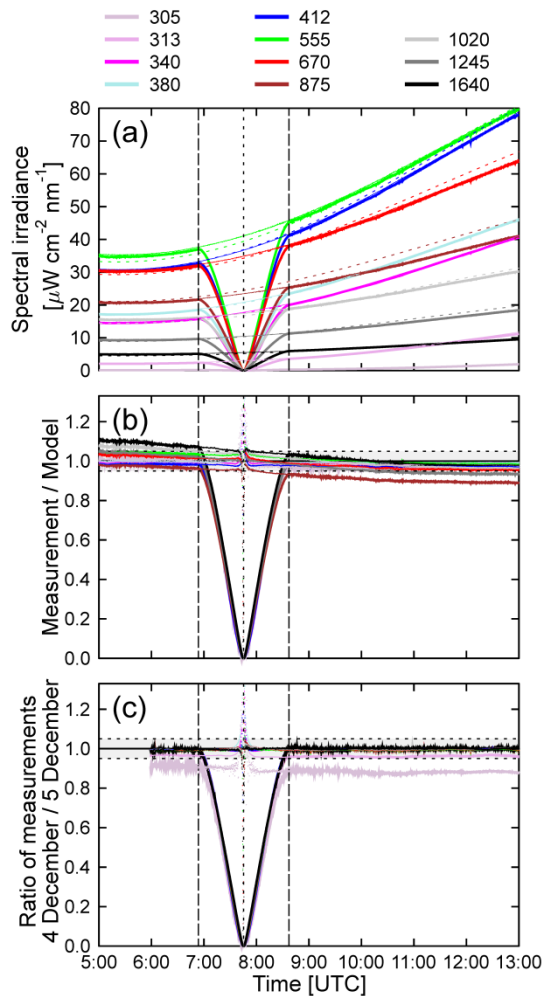 305 412
313 555 1020
340 670 1245
380 875 1640
(a)
80
70
60
50
40
30
20
10
0
Spectral irradiance
[µW cm⁻² nm⁻¹]
(b)
1.2
1.0
0.8
0.6
0.4
0.2
0.0
Measurement / Model
(c)
1.2
1.0
0.8
0.6
0.4
0.2
0.0
Ratio of measurements
4 December / 5 December
5:00 6:00 7:00 8:00 9:00 10:00 11:00 12:00 13:00
Time [UTC]